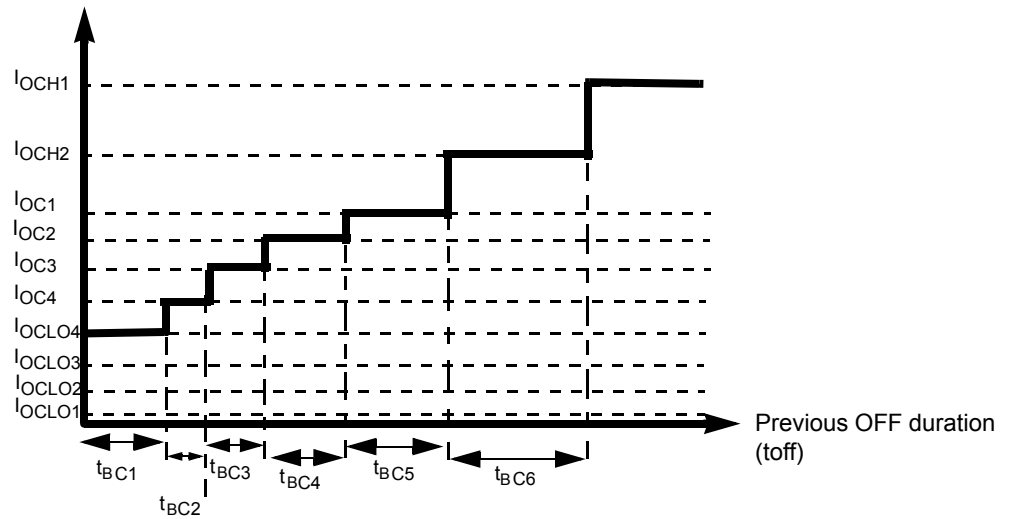 IOCH1
IOCH2
IOC1
IOC2
IOC3
IOC4
IOCLO4
IOCLO3
IOCLO2
IOCLO1
Previous OFF duration
(toff)
tBC1
tBC2
tBC3
tBC4
tBC5
tBC6